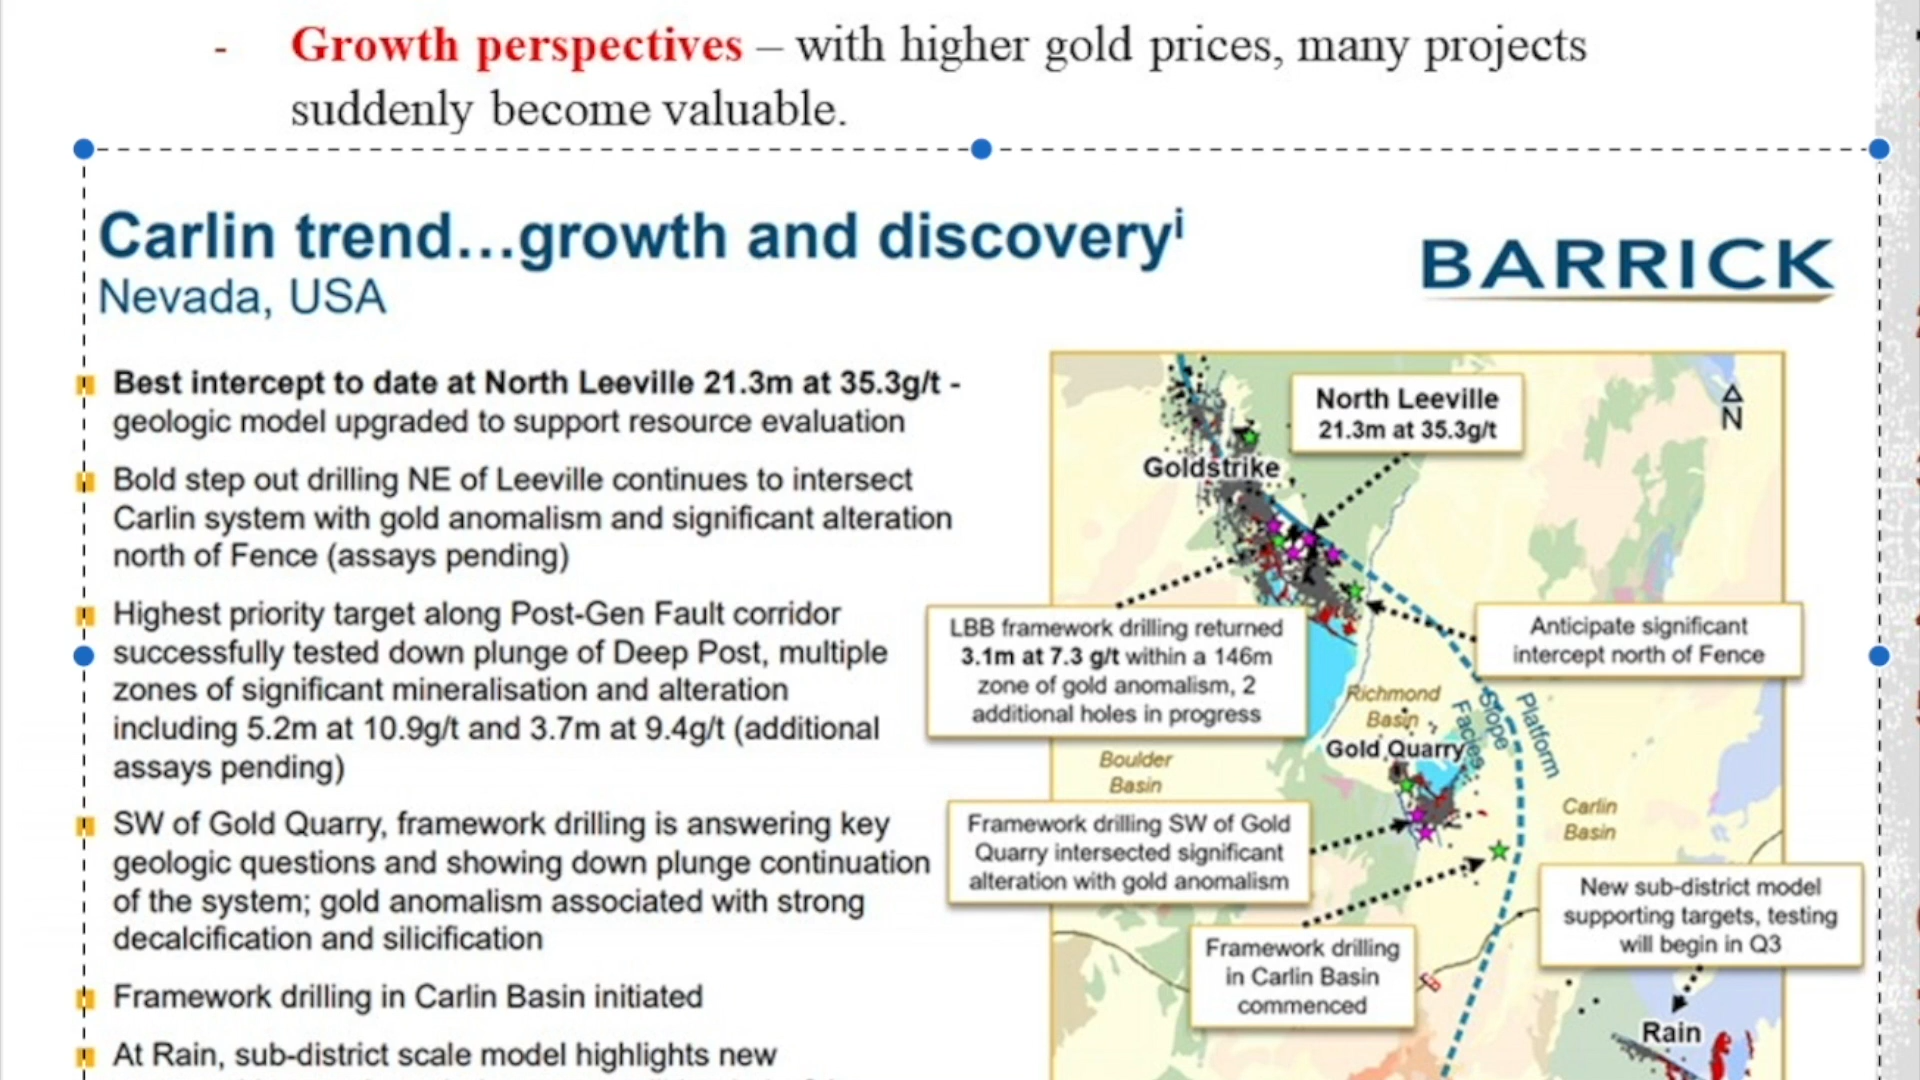 - Growth perspectives – with higher gold prices, many projects
suddenly become valuable.
Carlin trend…growth and discoveryⁱ
Nevada, USA
BARRICK
Best intercept to date at North Leeville 21.3m at 35.3g/t -
geologic model upgraded to support resource evaluation
Bold step out drilling NE of Leeville continues to intersect
Carlin system with gold anomalism and significant alteration
north of Fence (assays pending)
Highest priority target along Post-Gen Fault corridor
successfully tested down plunge of Deep Post, multiple
zones of significant mineralisation and alteration
including 5.2m at 10.9g/t and 3.7m at 9.4g/t (additional
assays pending)
SW of Gold Quarry, framework drilling is answering key
geologic questions and showing down plunge continuation
of the system; gold anomalism associated with strong
decalcification and silicification
Framework drilling in Carlin Basin initiated
At Rain, sub-district scale model highlights new
North Leeville
21.3m at 35.3g/t
N
Goldstrike
LBB framework drilling returned
3.1m at 7.3 g/t within a 146m
zone of gold anomalism, 2
additional holes in progress
Anticipate significant
intercept north of Fence
Richmond
Basin
Slope
Facies
Platform
Gold Quarry
Boulder
Basin
Carlin
Basin
Framework drilling SW of Gold
Quarry intersected significant
alteration with gold anomalism
New sub-district model
supporting targets, testing
will begin in Q3
Framework drilling
in Carlin Basin
commenced
Rain